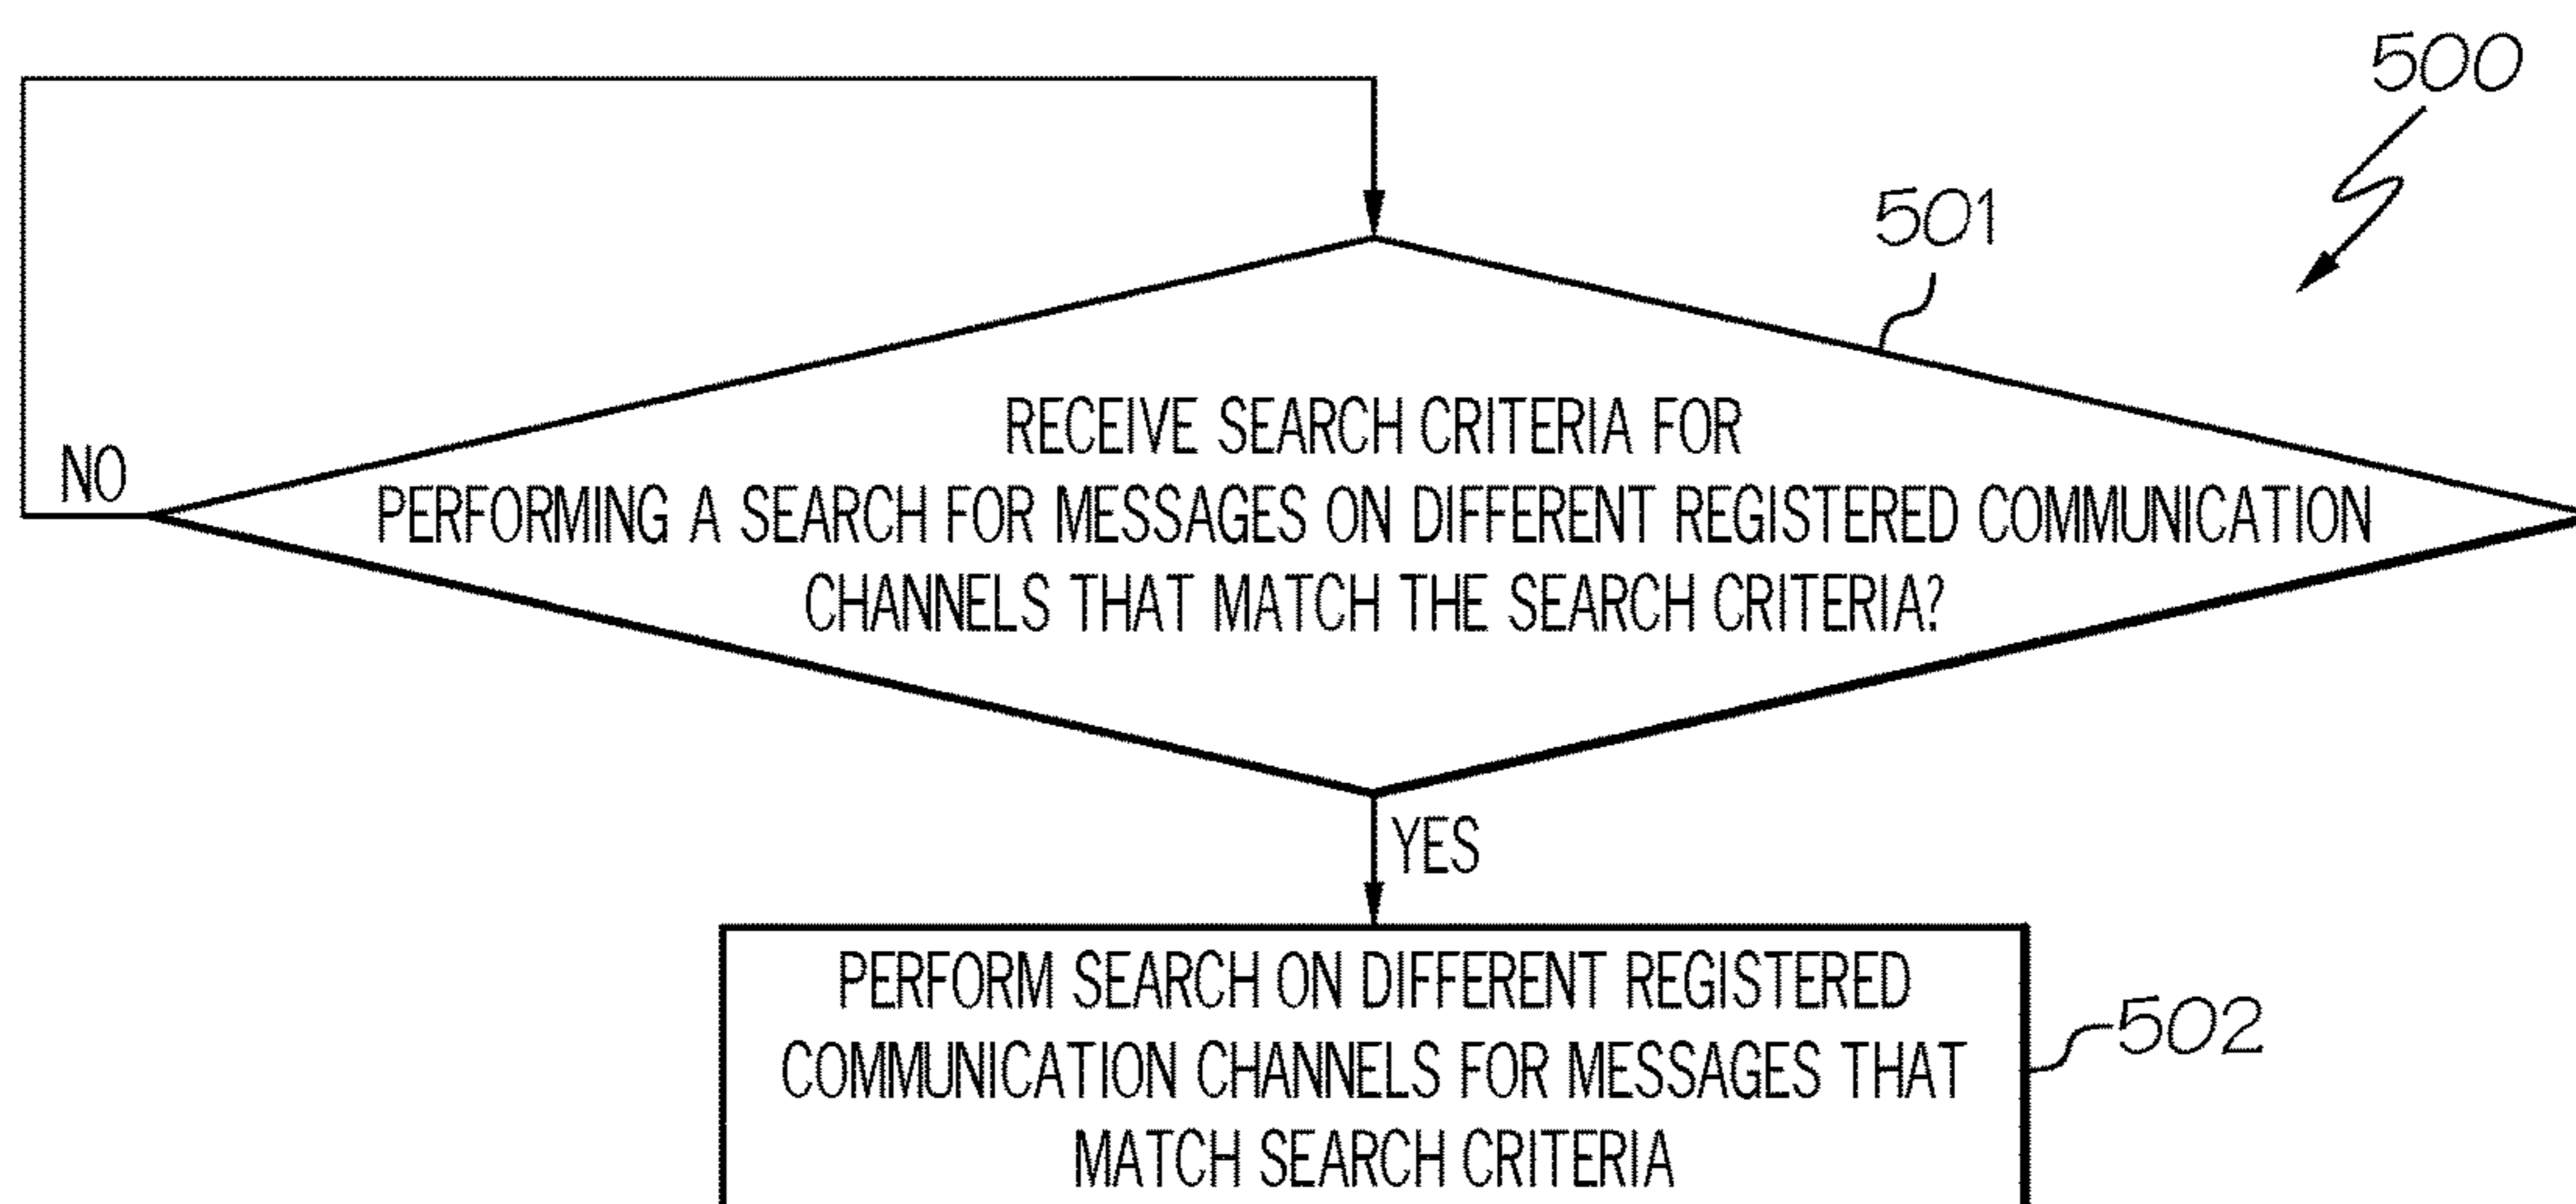 500
501
RECEIVE SEARCH CRITERIA FOR
PERFORMING A SEARCH FOR MESSAGES ON DIFFERENT REGISTERED COMMUNICATION
CHANNELS THAT MATCH THE SEARCH CRITERIA?
NO
YES
PERFORM SEARCH ON DIFFERENT REGISTERED
COMMUNICATION CHANNELS FOR MESSAGES THAT
MATCH SEARCH CRITERIA
502